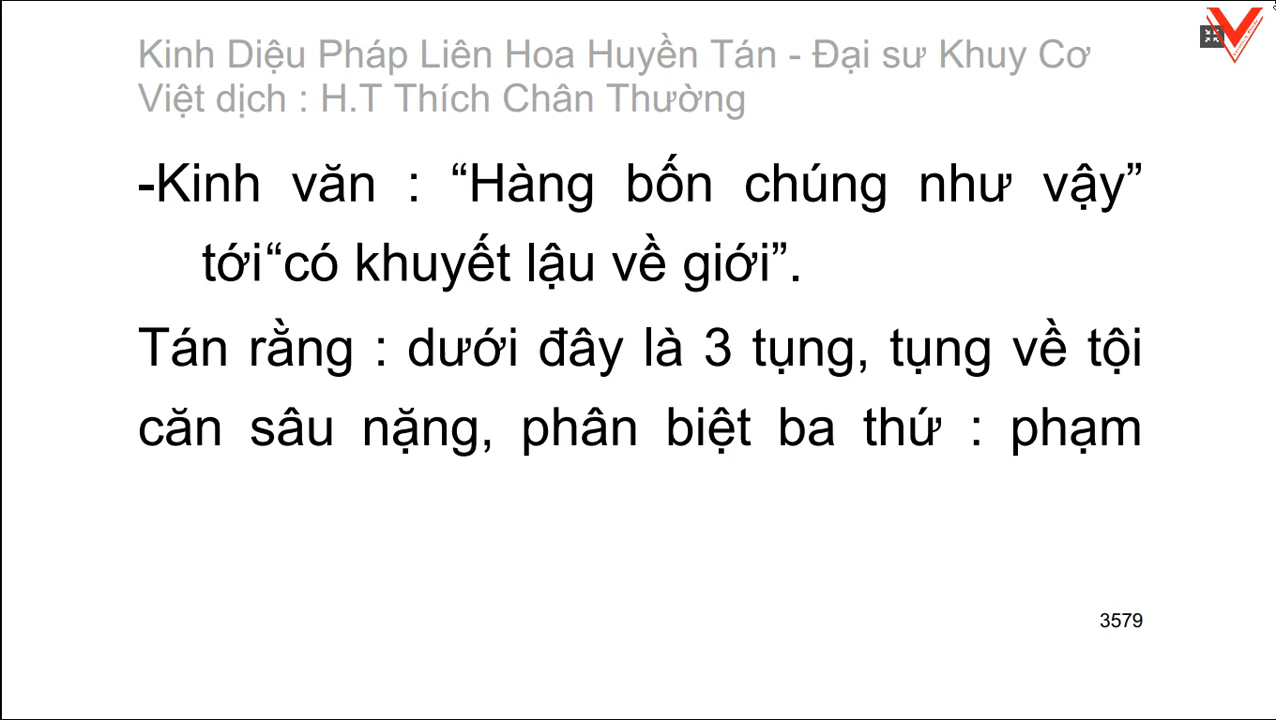 Kinh Diệu Pháp Liên Hoa Huyền Tán - Đại sư Khuy Cơ
Việt dịch : H.T Thích Chân Thường
-Kinh văn : “Hàng bốn chúng như vậy”
tới“có khuyết lậu về giới”.
Tán rằng : dưới đây là 3 tụng, tụng về tội
căn sâu nặng, phân biệt ba thứ : phạm
3579